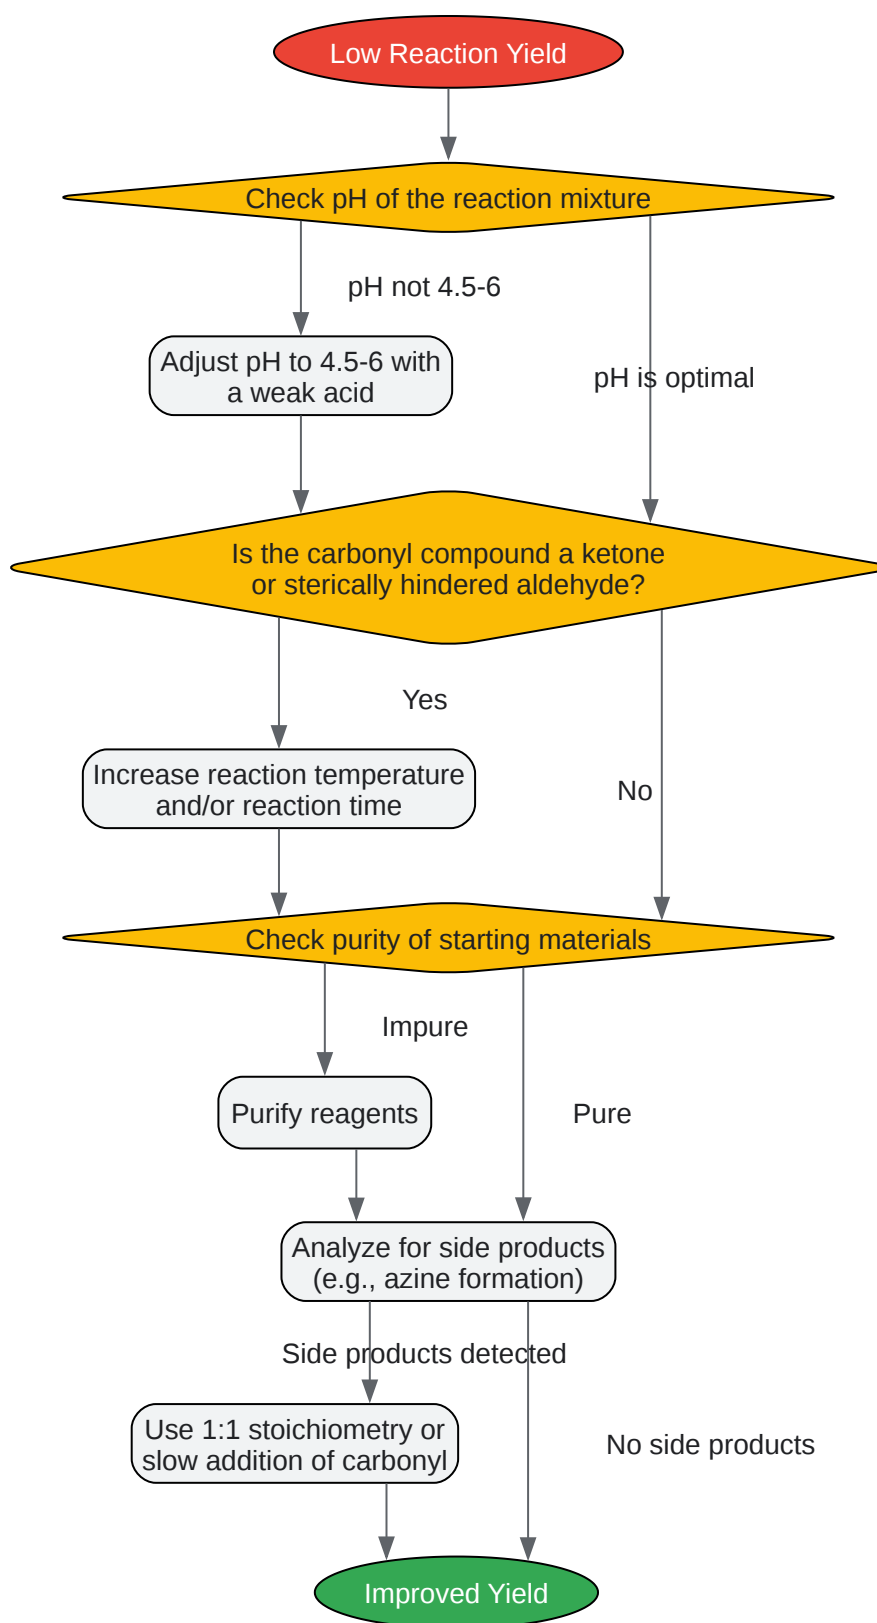 Low Reaction Yield
Check pH of the reaction mixture
pH not 4.5-6
Adjust pH to 4.5-6 with
a weak acid
pH is optimal
Is the carbonyl compound a ketone
or sterically hindered aldehyde?
Yes
Increase reaction temperature
and/or reaction time
No
Check purity of starting materials
Impure
Purify reagents
Pure
Analyze for side products
(e.g., azine formation)
Side products detected
Use 1:1 stoichiometry or
slow addition of carbonyl
No side products
Improved Yield